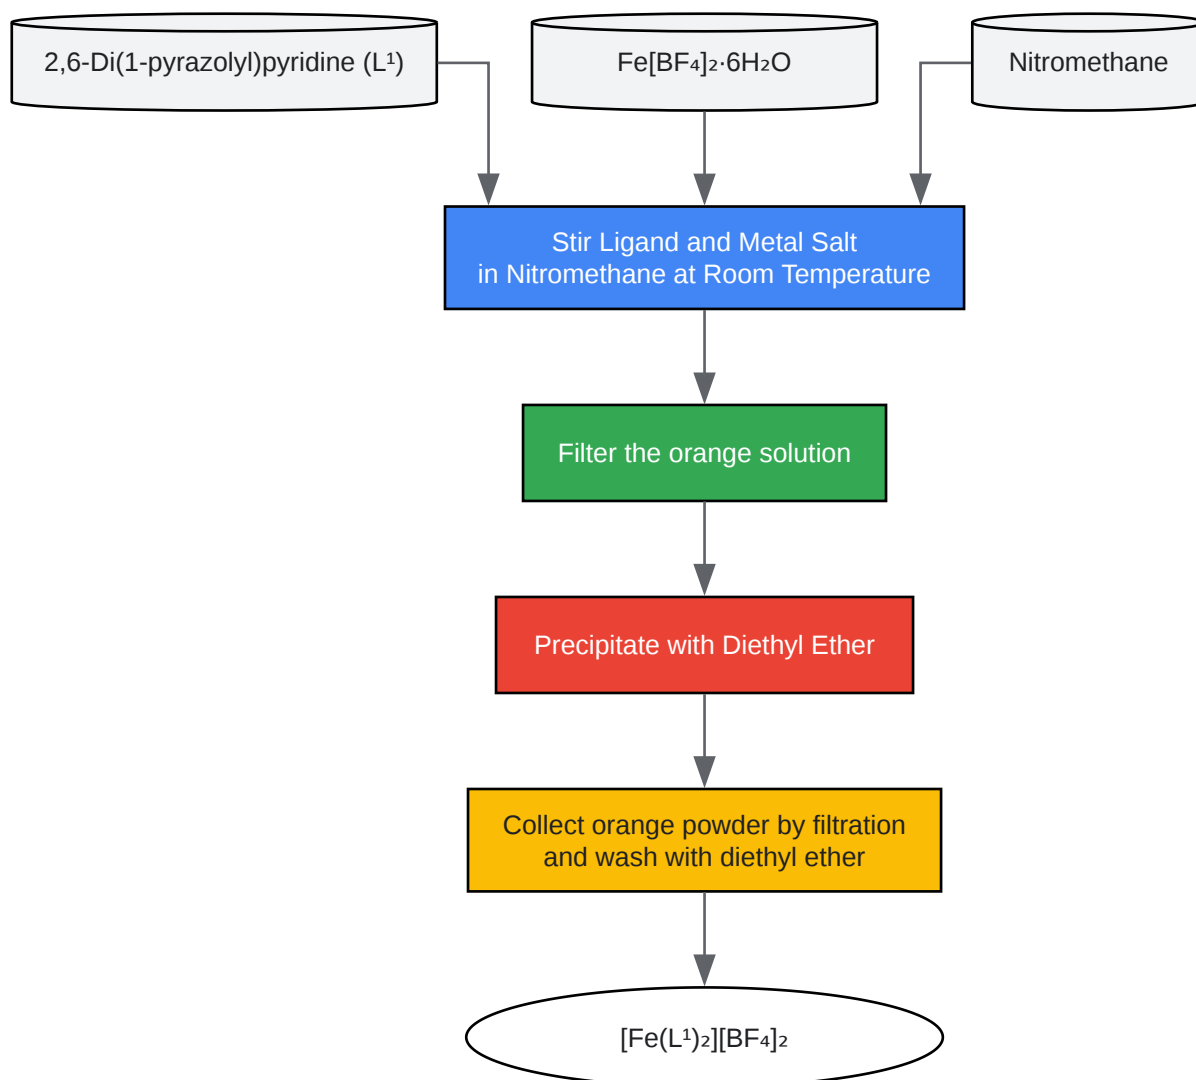 2,6-Di(1-pyrazolyl)pyridine (L¹)
Fe[BF₄]₂·6H₂O
Nitromethane
Stir Ligand and Metal Salt
in Nitromethane at Room Temperature
Filter the orange solution
Precipitate with Diethyl Ether
Collect orange powder by filtration
and wash with diethyl ether
[Fe(L¹)₂][BF₄]₂